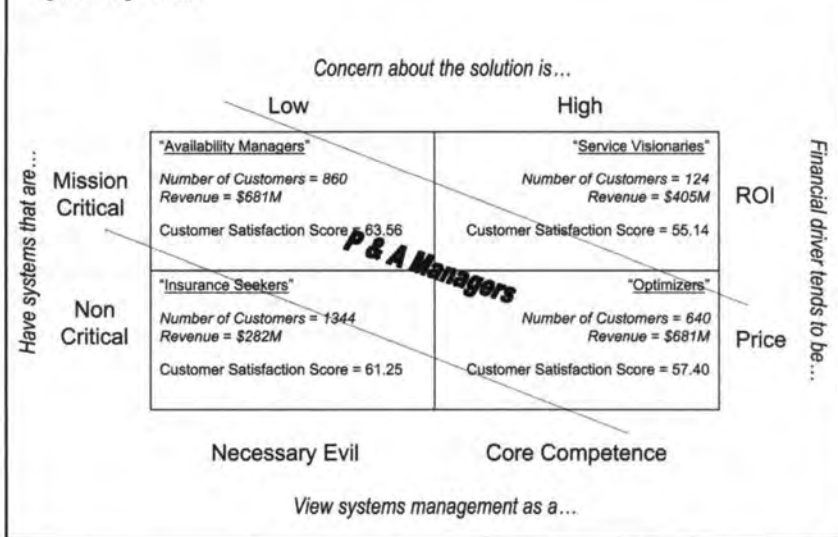 Concern about the solution is…
Low High
"Availability Managers"
Number of Customers = 860
Revenue = $681M
Customer Satisfaction Score = 63.56
"Service Visionaries"
Number of Customers = 124
Revenue = $405M
Customer Satisfaction Score = 55.14
Have systems that are…
Mission
Critical
ROI
P & A Managers
Financial driver tends to be…
"Insurance Seekers"
Number of Customers = 1344
Revenue = $282M
Customer Satisfaction Score = 61.25
"Optimizers"
Number of Customers = 640
Revenue = $681M
Customer Satisfaction Score = 57.40
Non
Critical
Price
Necessary Evil Core Competence
View systems management as a…